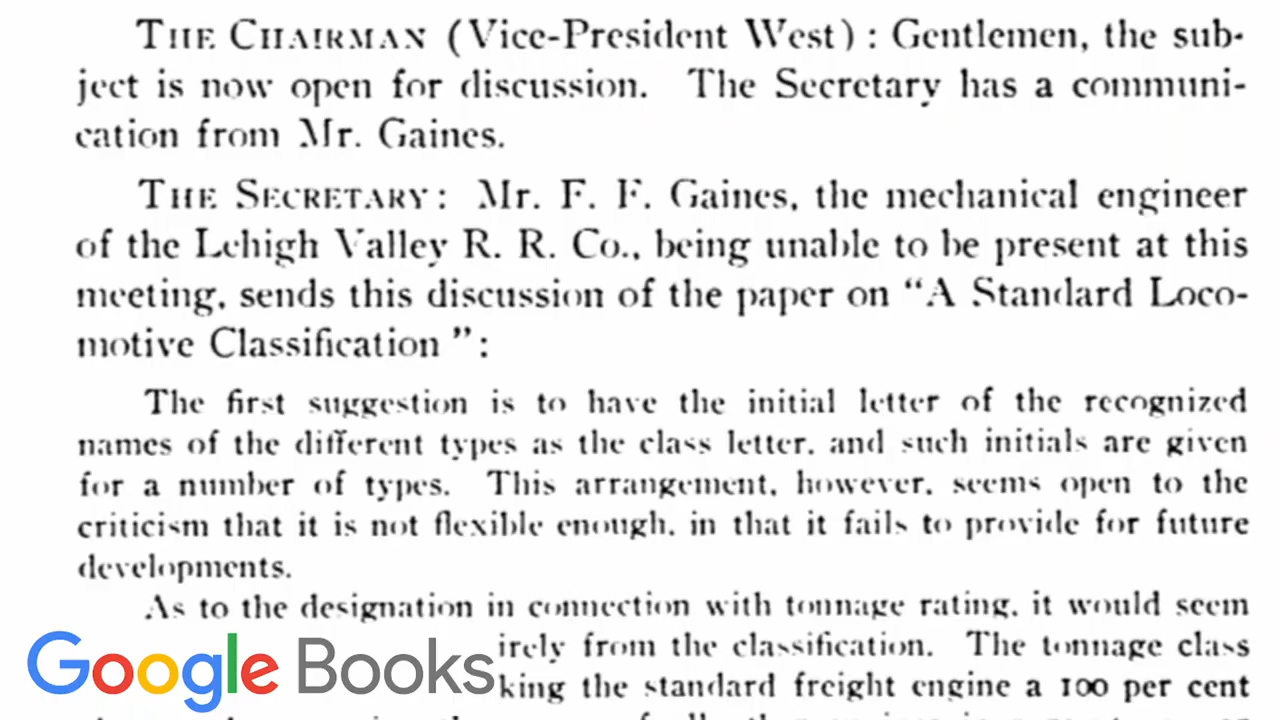 THE CHAIRMAN (Vice-President West) : Gentlemen, the sub-
ject is now open for discussion. The Secretary has a communi-
cation from Mr. Gaines.
THE SECRETARY: Mr. F. F. Gaines, the mechanical engineer
of the Lehigh Valley R. R. Co., being unable to be present at this
meeting, sends this discussion of the paper on “A Standard Loco-
motive Classification ”:
The first suggestion is to have the initial letter of the recognized
names of the different types as the class letter, and such initials are given
for a number of types. This arrangement, however, seems open to the
criticism that it is not flexible enough, in that it fails to provide for future
developments.
As to the designation in connection with tonnage rating, it would seem
irely from the classification. The tonnage class
king the standard freight engine a 100 per cent
Google Books